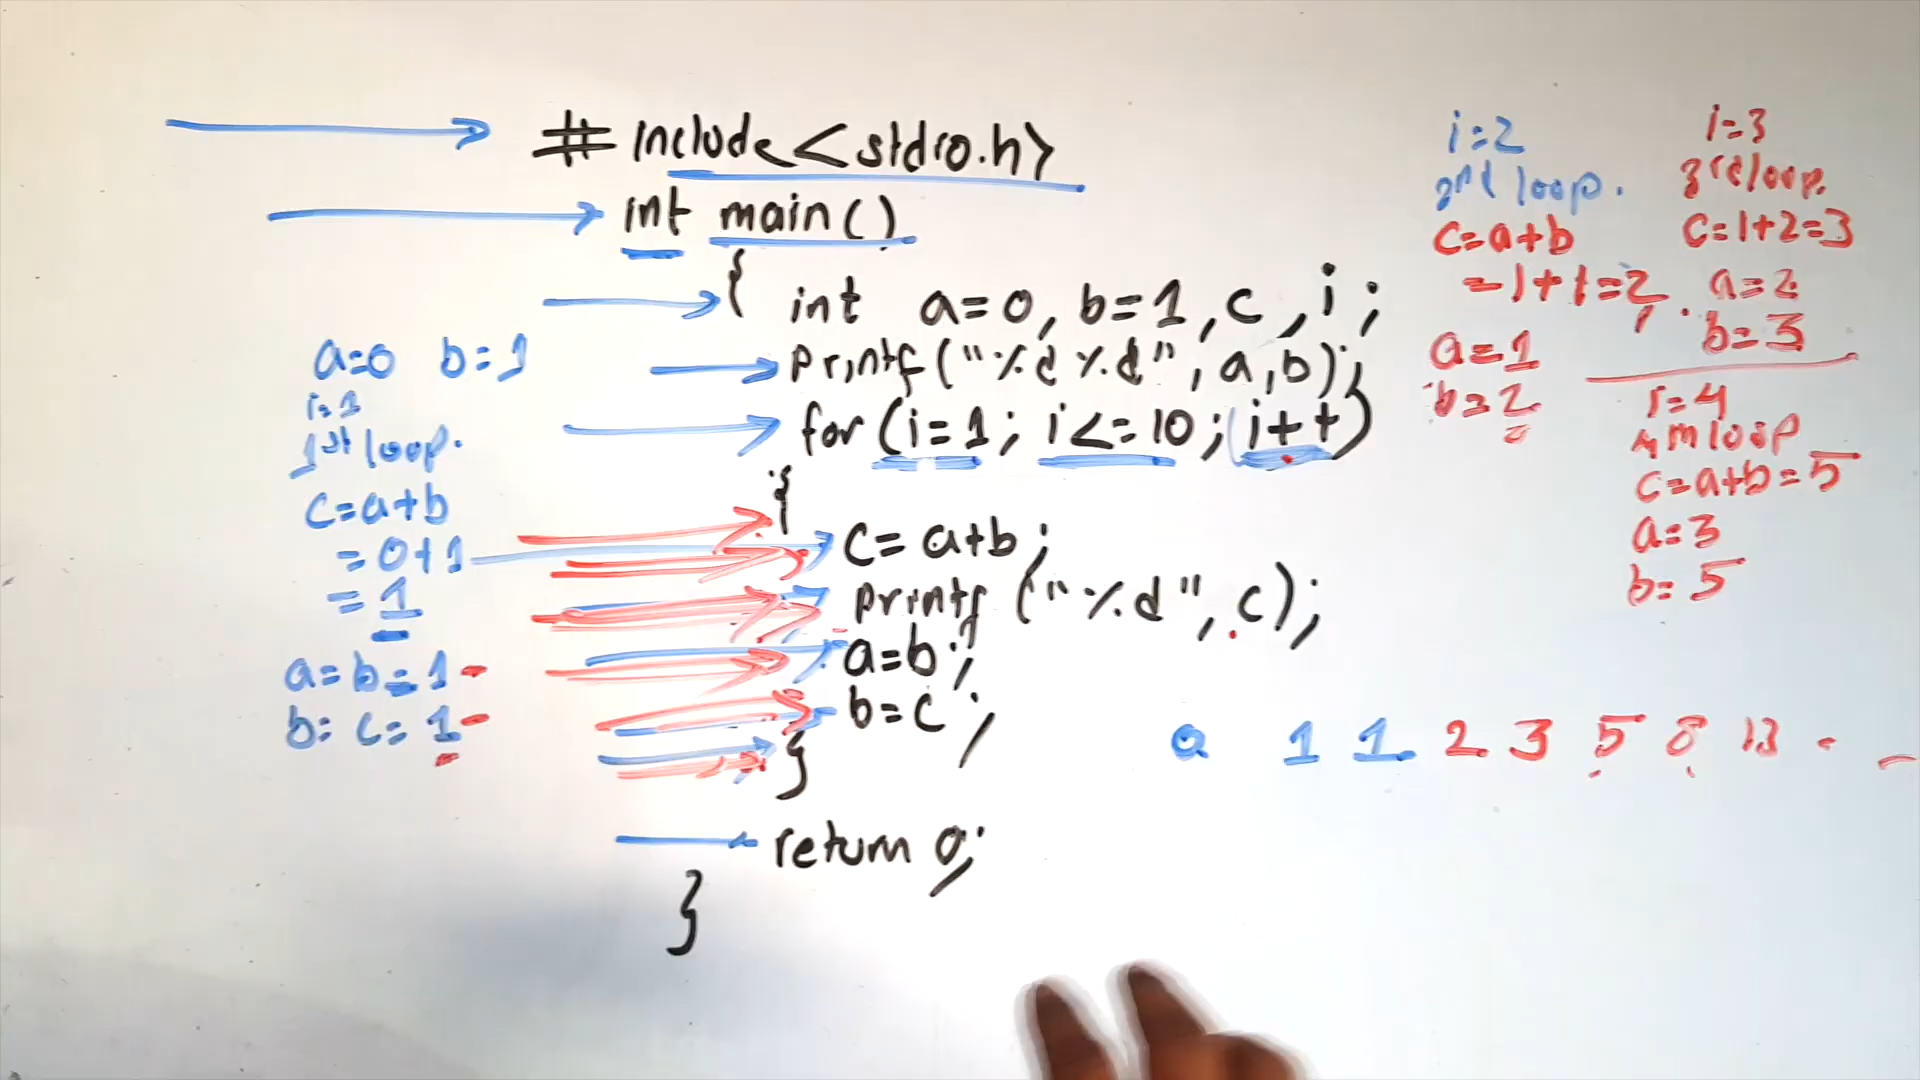 # include<stdio.h>
int main()
{ int a=0, b=1, c, i;
printf("%d %d", a,b);
for (i=1; i<=10; i++)
{
c= a+b;
printf ("%d", c);
a=b;
b=c;
}
return 0;
}
a=0 b=1
i=1
1st loop.
c=a+b
=0+1
=1
a=b=1
b=c=1
i=2
2nd loop.
c=a+b
=1+1=2
a=1
b=2
i=3
3rd loop.
c=1+2=3
a=2
b=3
i=4
4th loop
c=a+b=5
a=3
b=5
0 1 1 2 3 5 8 13